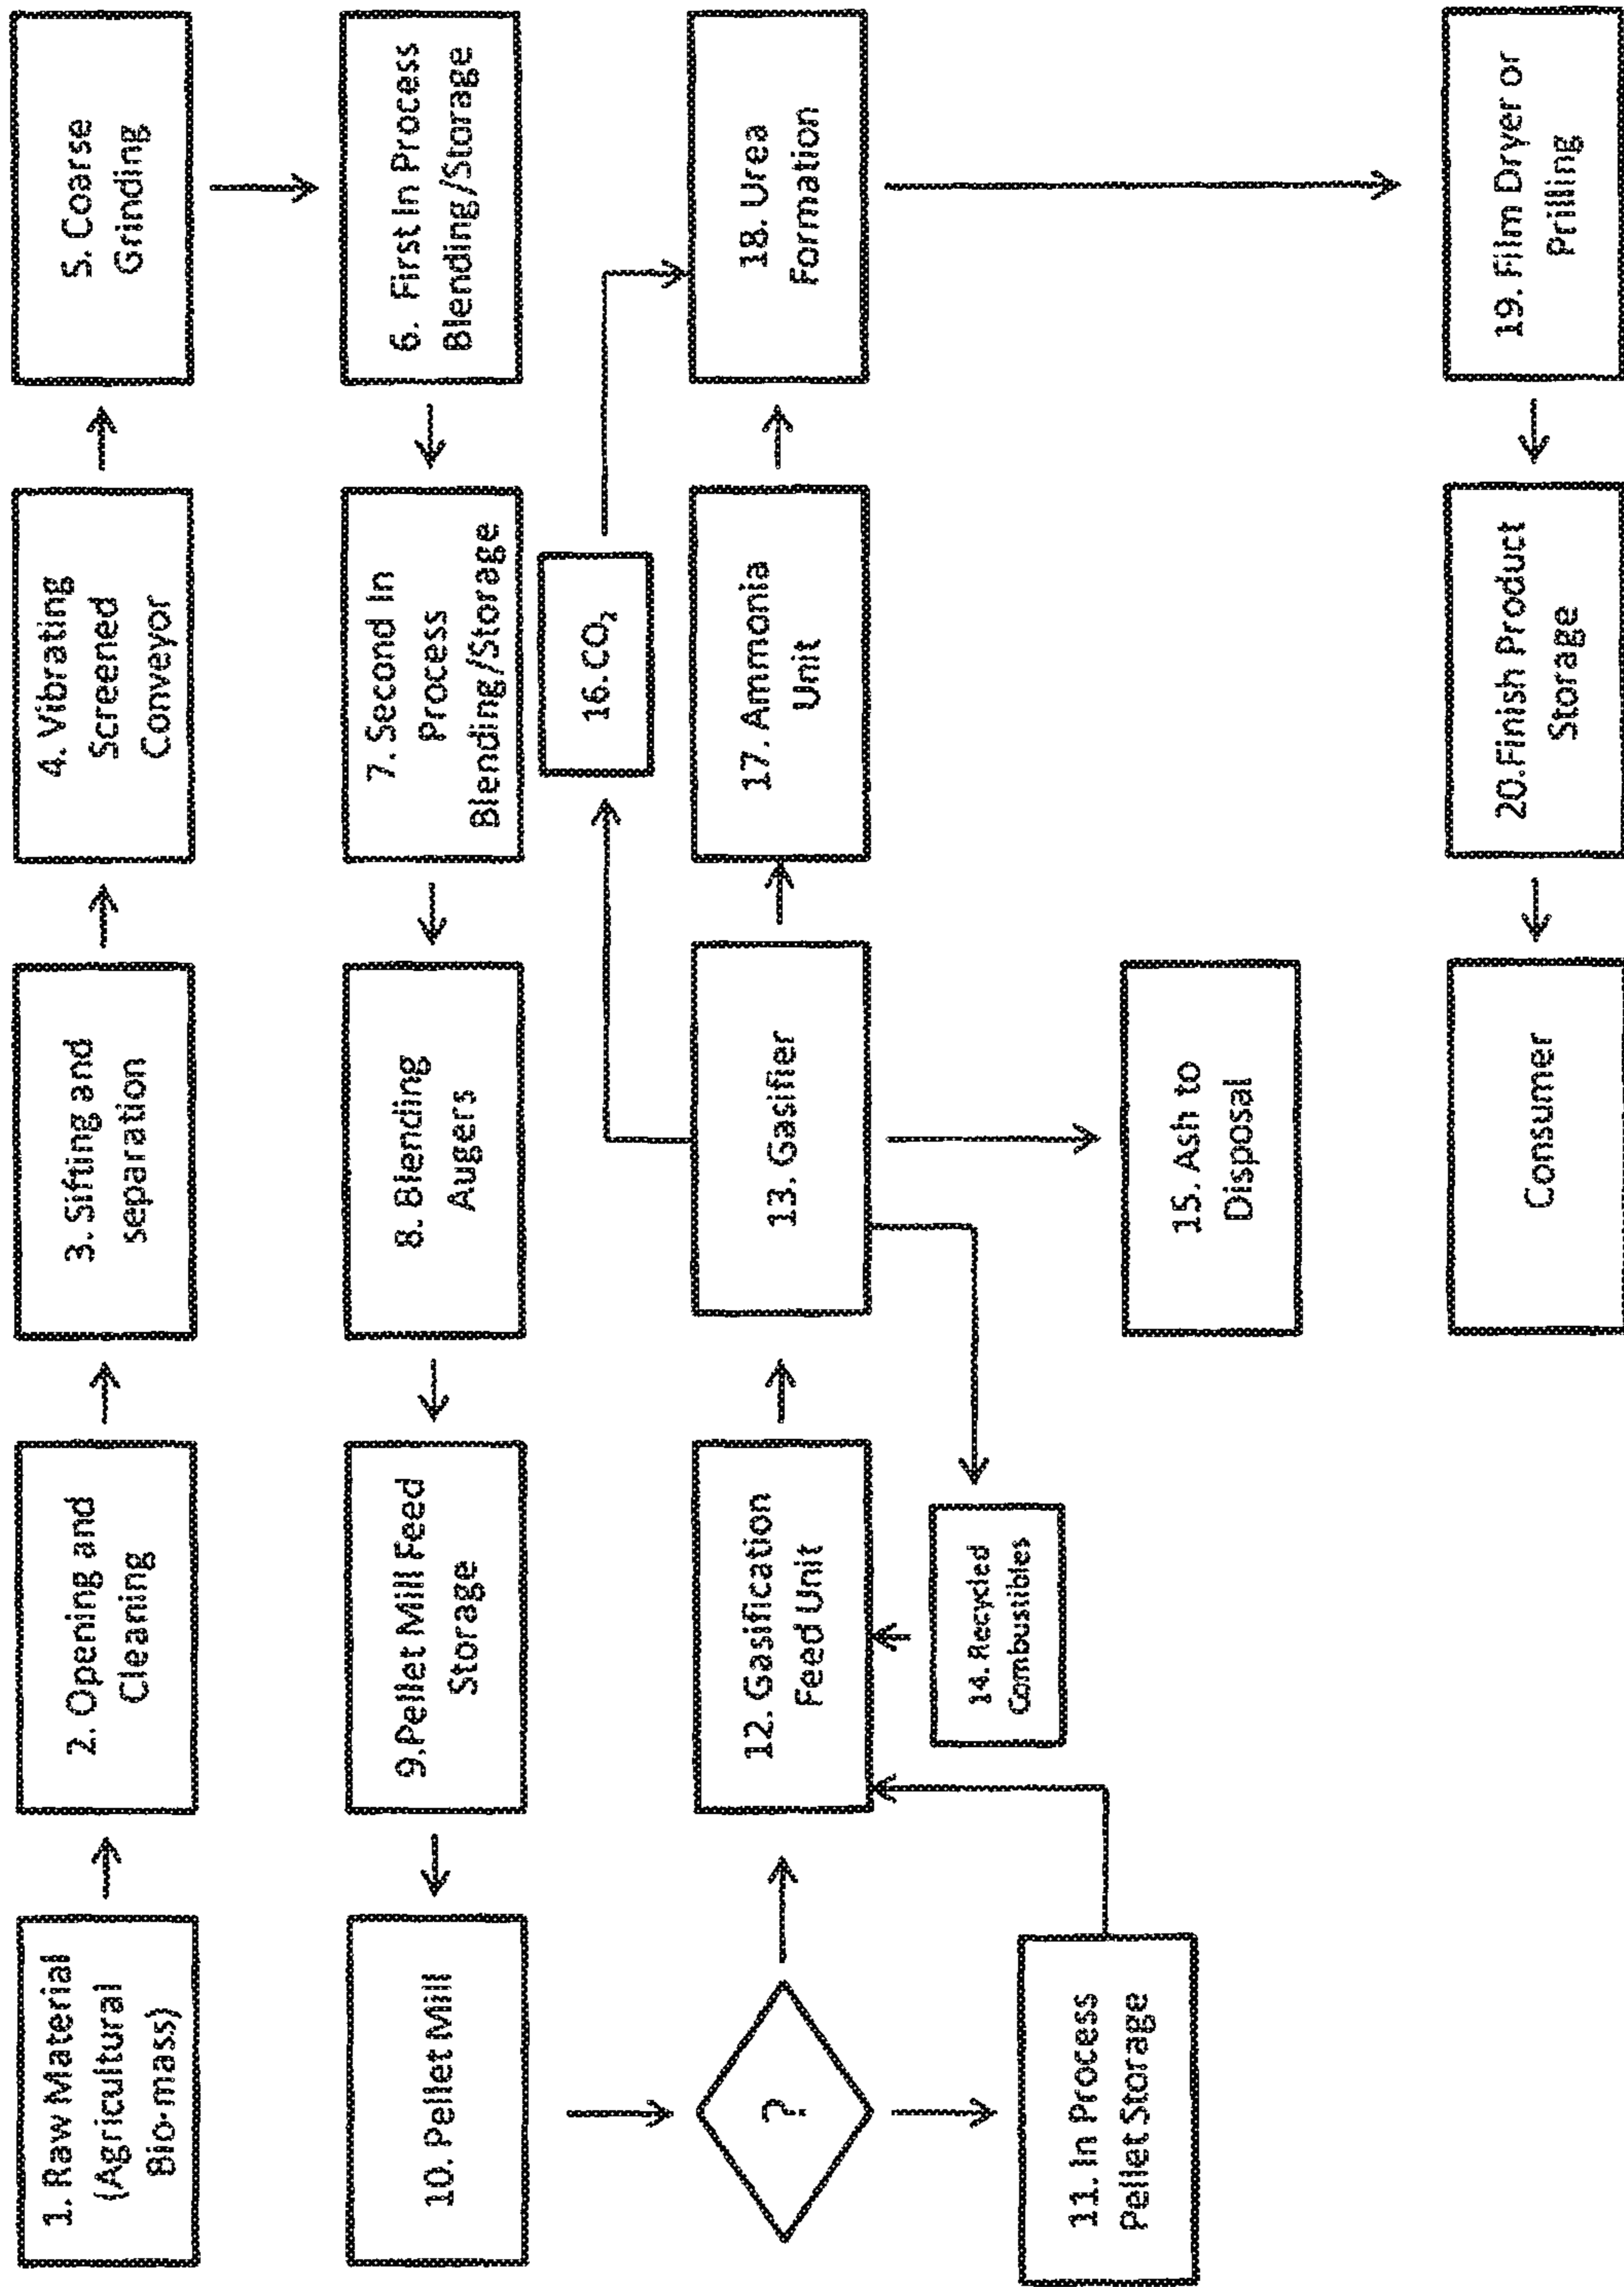 1. Raw Material
(Agricultural
Bio-mass)
2. Opening and
Cleaning
3. Sifting and
separation
4. Vibrating
Screened
Conveyor
5. Coarse
Grinding
6. First In Process
Blending/Storage
7. Second In
Process
Blending/Storage
8. Blending
Augers
9.Pellet Mill Feed
Storage
10. Pellet Mill
?
11. In Process
Pellet Storage
12. Gasification
Feed Unit
13. Gasifier
14. Recycled
Combustibles
15. Ash to
Disposal
16. CO₂
17. Ammonia
Unit
18. Urea
Formation
19. Film Dryer or
Prilling
20.Finish Product
Storage
Consumer